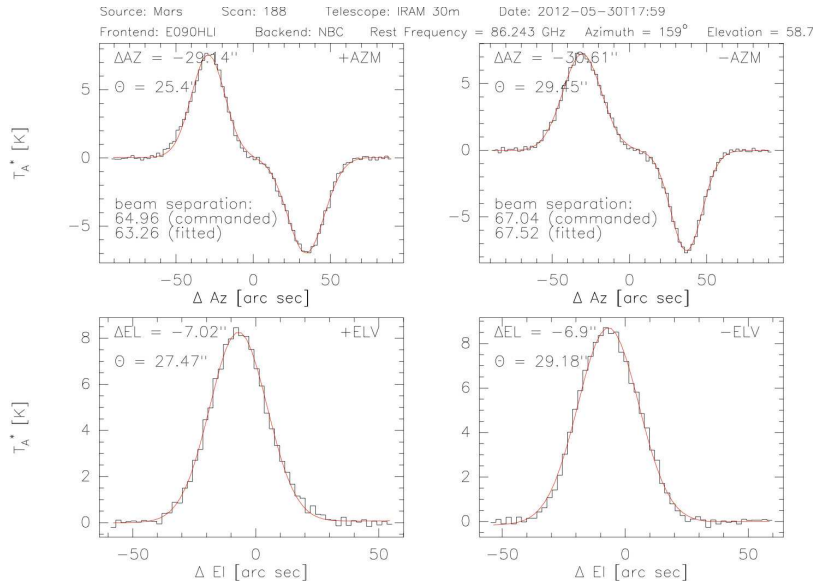 Source: Mars Scan: 188 Telescope: IRAM 30m Date: 2012-05-30T17:59
Frontend: E090HLI Backend: NBC Rest Frequency = 86.243 GHz Azimuth = 159° Elevation = 58.7
ΔAZ = -29.14" +AZM
Θ = 25.4"
5
0
-5
T_A* [K]
beam separation:
64.96 (commanded)
63.26 (fitted)
-50 0 50
Δ Az [arc sec]
ΔAZ = -30.61" -AZM
Θ = 29.45"
5
0
-5
beam separation:
67.04 (commanded)
67.52 (fitted)
-50 0 50
Δ Az [arc sec]
ΔEL = -7.02" +ELV
Θ = 27.47"
8
6
4
2
0
T_A* [K]
-50 0 50
Δ El [arc sec]
ΔEL = -6.9" -ELV
Θ = 29.18"
8
6
4
2
0
-50 0 50
Δ El [arc sec]